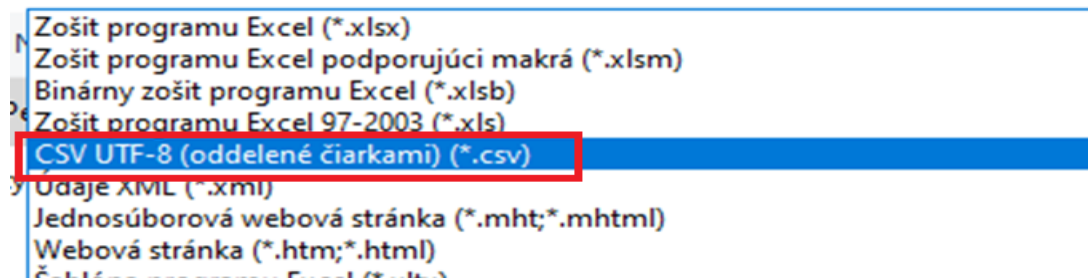 Zošit programu Excel (*.xlsx)
Zošit programu Excel podporujúci makrá (*.xlsm)
Binárny zošit programu Excel (*.xlsb)
Zošit programu Excel 97-2003 (*.xls)
CSV UTF-8 (oddelené čiarkami) (*.csv)
Údaje XML (*.xml)
Jednosúborová webová stránka (*.mht;*.mhtml)
Webová stránka (*.htm;*.html)